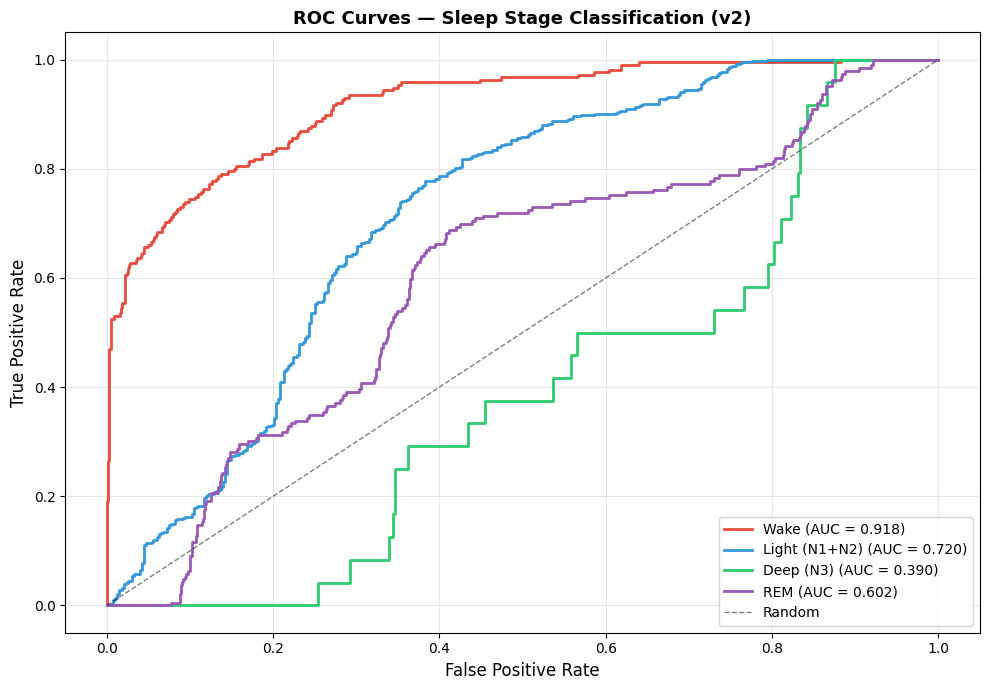 ROC Curves — Sleep Stage Classification (v2)
True Positive Rate
1.0
0.8
0.6
0.4
0.2
0.0
Wake (AUC = 0.918)
Light (N1+N2) (AUC = 0.720)
Deep (N3) (AUC = 0.390)
REM (AUC = 0.602)
Random
0.0 0.2 0.4 0.6 0.8 1.0
False Positive Rate